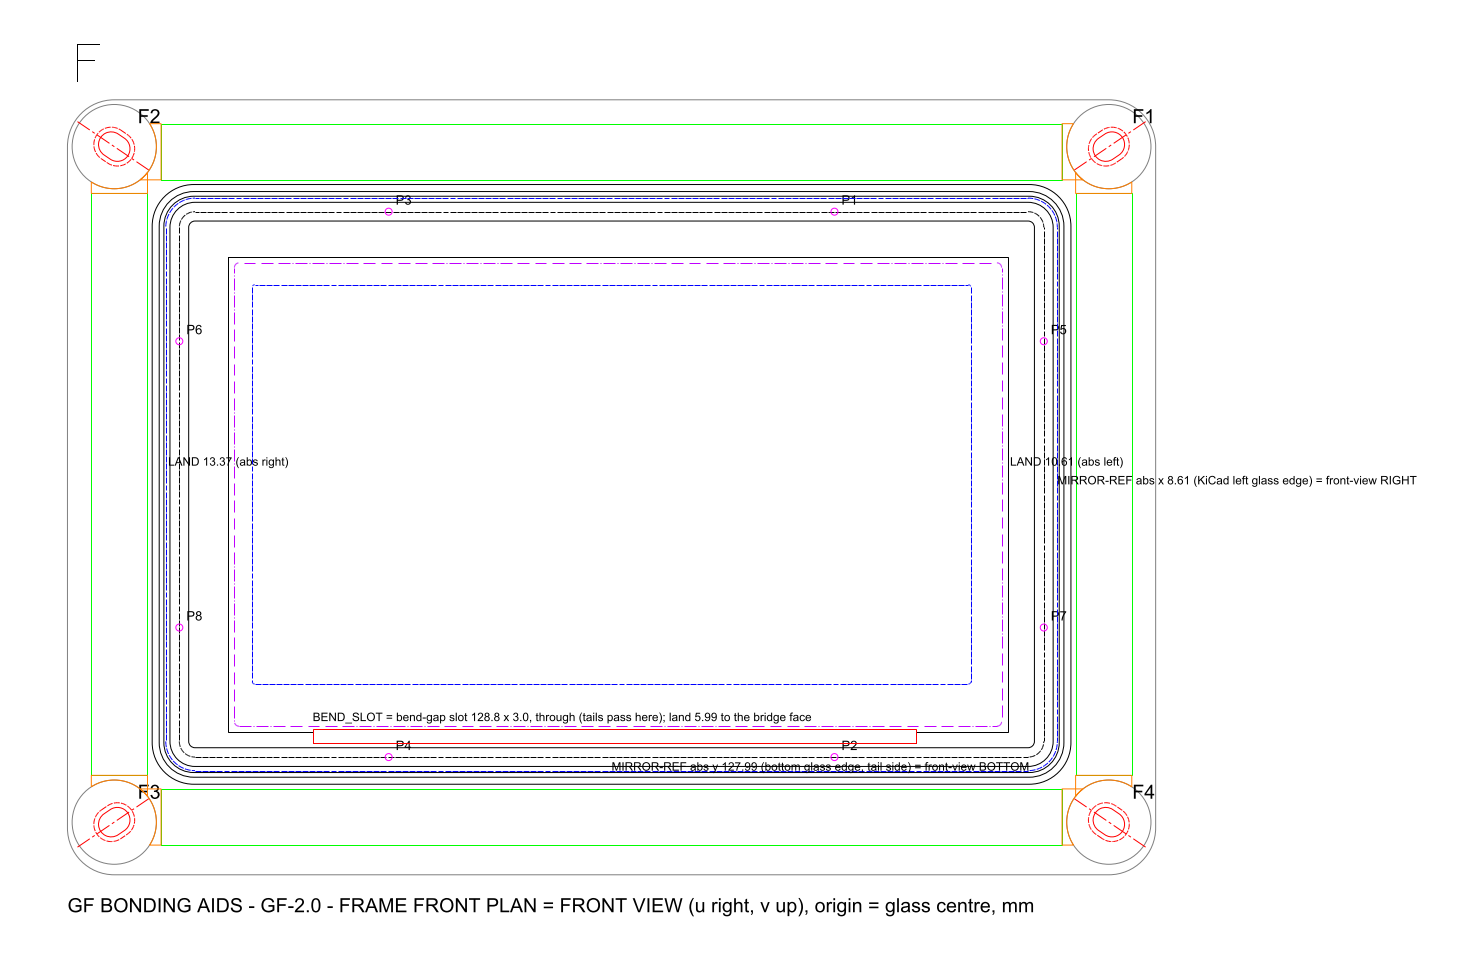 F
F2
F1
P3
P1
P6
P5
LAND 13.37 (abs right)
LAND 10.61 (abs left)
MIRROR-REF abs x 8.61 (KiCad left glass edge) = front-view RIGHT
P8
P7
BEND_SLOT = bend-gap slot 128.8 x 3.0, through (tails pass here); land 5.99 to the bridge face
P4
P2
MIRROR-REF abs y 127.99 (bottom glass edge, tail side) = front-view BOTTOM
F3
F4
GF BONDING AIDS - GF-2.0 - FRAME FRONT PLAN = FRONT VIEW (u right, v up), origin = glass centre, mm